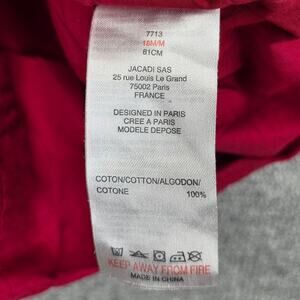 7713
18M/M
81CM
JACADI SAS
25 rue Louis Le Grand
75002 Paris
FRANCE
DESIGNED IN PARIS
CREE A PARIS
MODELE DEPOSE
COTON/COTTON/ALGODON/
COTONE 100%
KEEP AWAY FROM FIRE
MADE IN CHINA